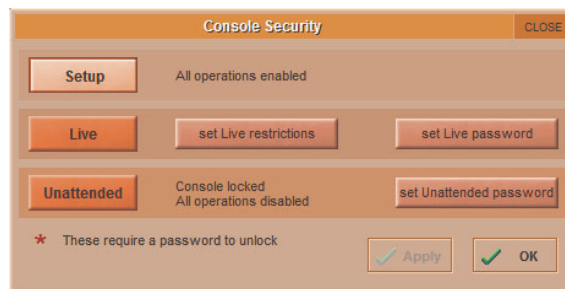 Console Security
CLOSE
Setup
All operations enabled
Live
set Live restrictions
set Live password
Unattended
Console locked
All operations disabled
set Unattended password
* These require a password to unlock
Apply
OK